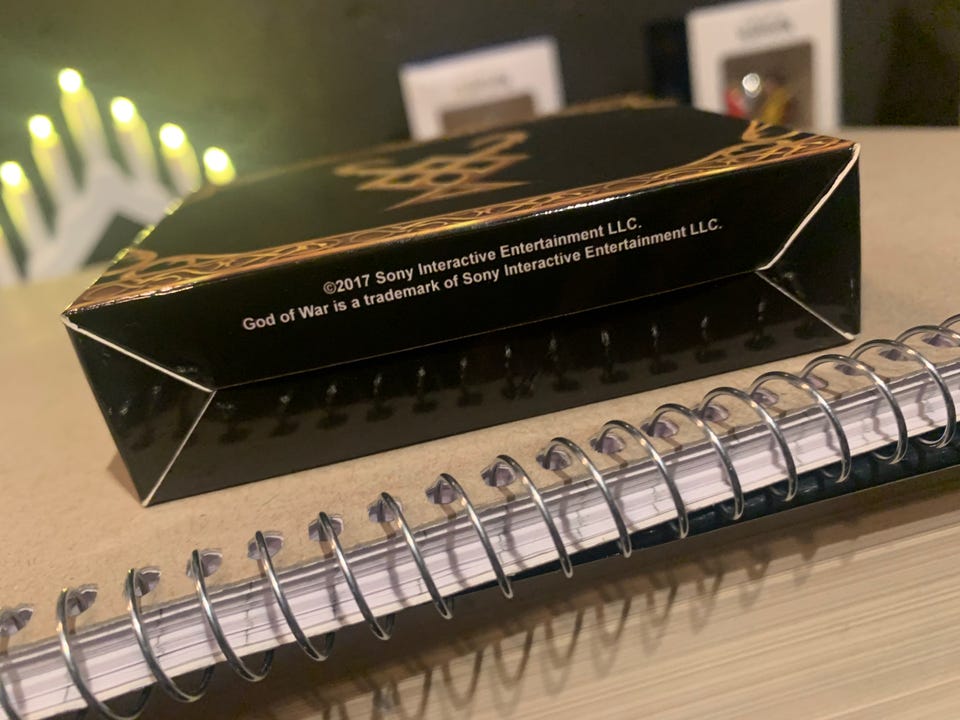 ©2017 Sony Interactive Entertainment LLC.
God of War is a trademark of Sony Interactive Entertainment LLC.